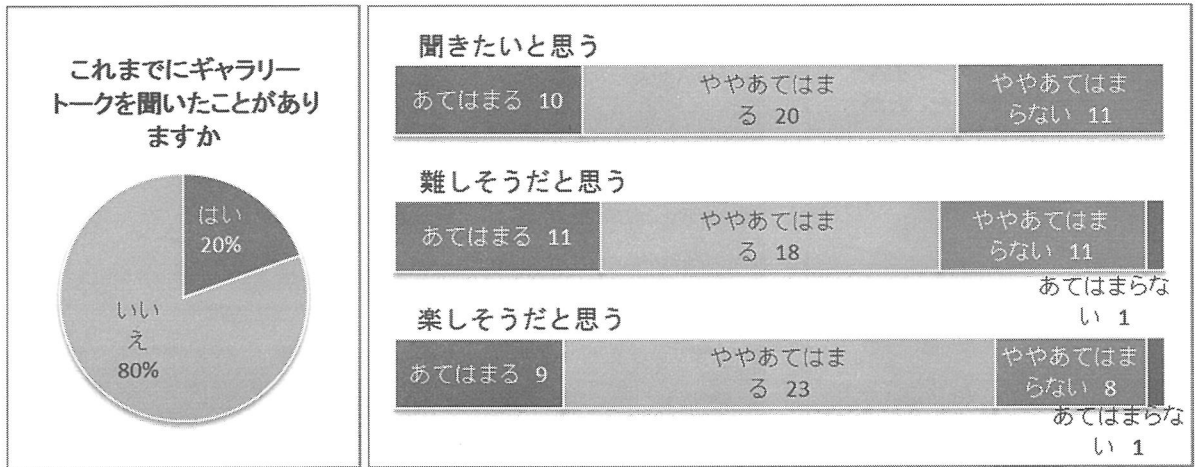 これまでにギャラリー
トークを聞いたことがあり
ますか
はい
20%
いい
え
80%
聞きたいと思う
あてはまる 10
ややあてはま
る 20
ややあてはま
らない 11
難しそうだと思う
あてはまる 11
ややあてはま
る 18
ややあてはま
らない 11
あてはまらな
い 1
楽しそうだと思う
あてはまる 9
ややあてはま
る 23
ややあてはま
らない 8
あてはまらな
い 1